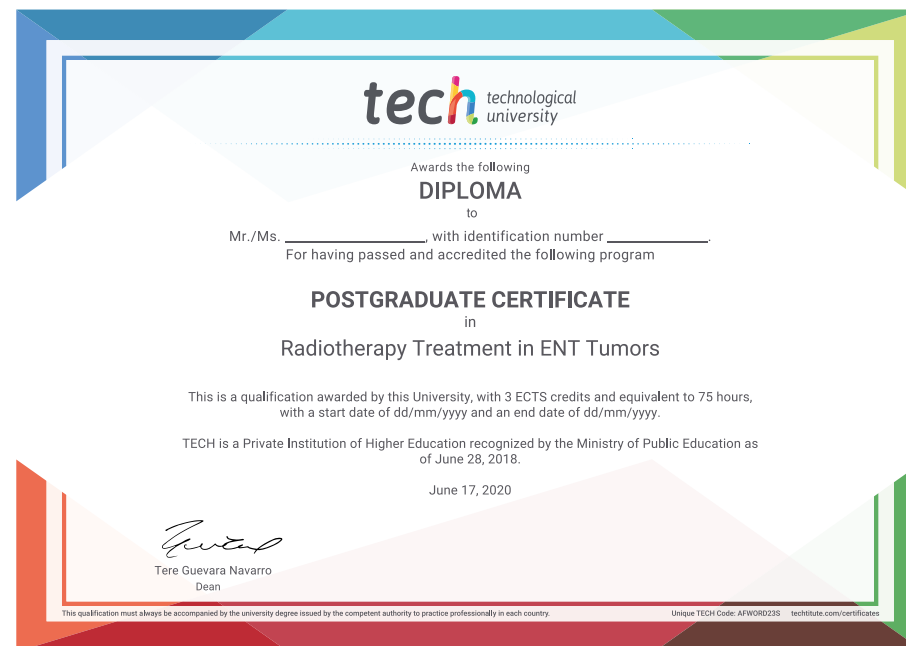 tech technological
university
Awards the following
DIPLOMA
to
Mr./Ms. ____________________, with identification number ______________.
For having passed and accredited the following program
POSTGRADUATE CERTIFICATE
in
Radiotherapy Treatment in ENT Tumors
This is a qualification awarded by this University, with 3 ECTS credits and equivalent to 75 hours,
with a start date of dd/mm/yyyy and an end date of dd/mm/yyyy.
TECH is a Private Institution of Higher Education recognized by the Ministry of Public Education as
of June 28, 2018.
June 17, 2020
Tere Guevara Navarro
Dean
This qualification must always be accompanied by the university degree issued by the competent authority to practice professionally in each country.
Unique TECH Code: AFWORD23S techtitute.com/certificates